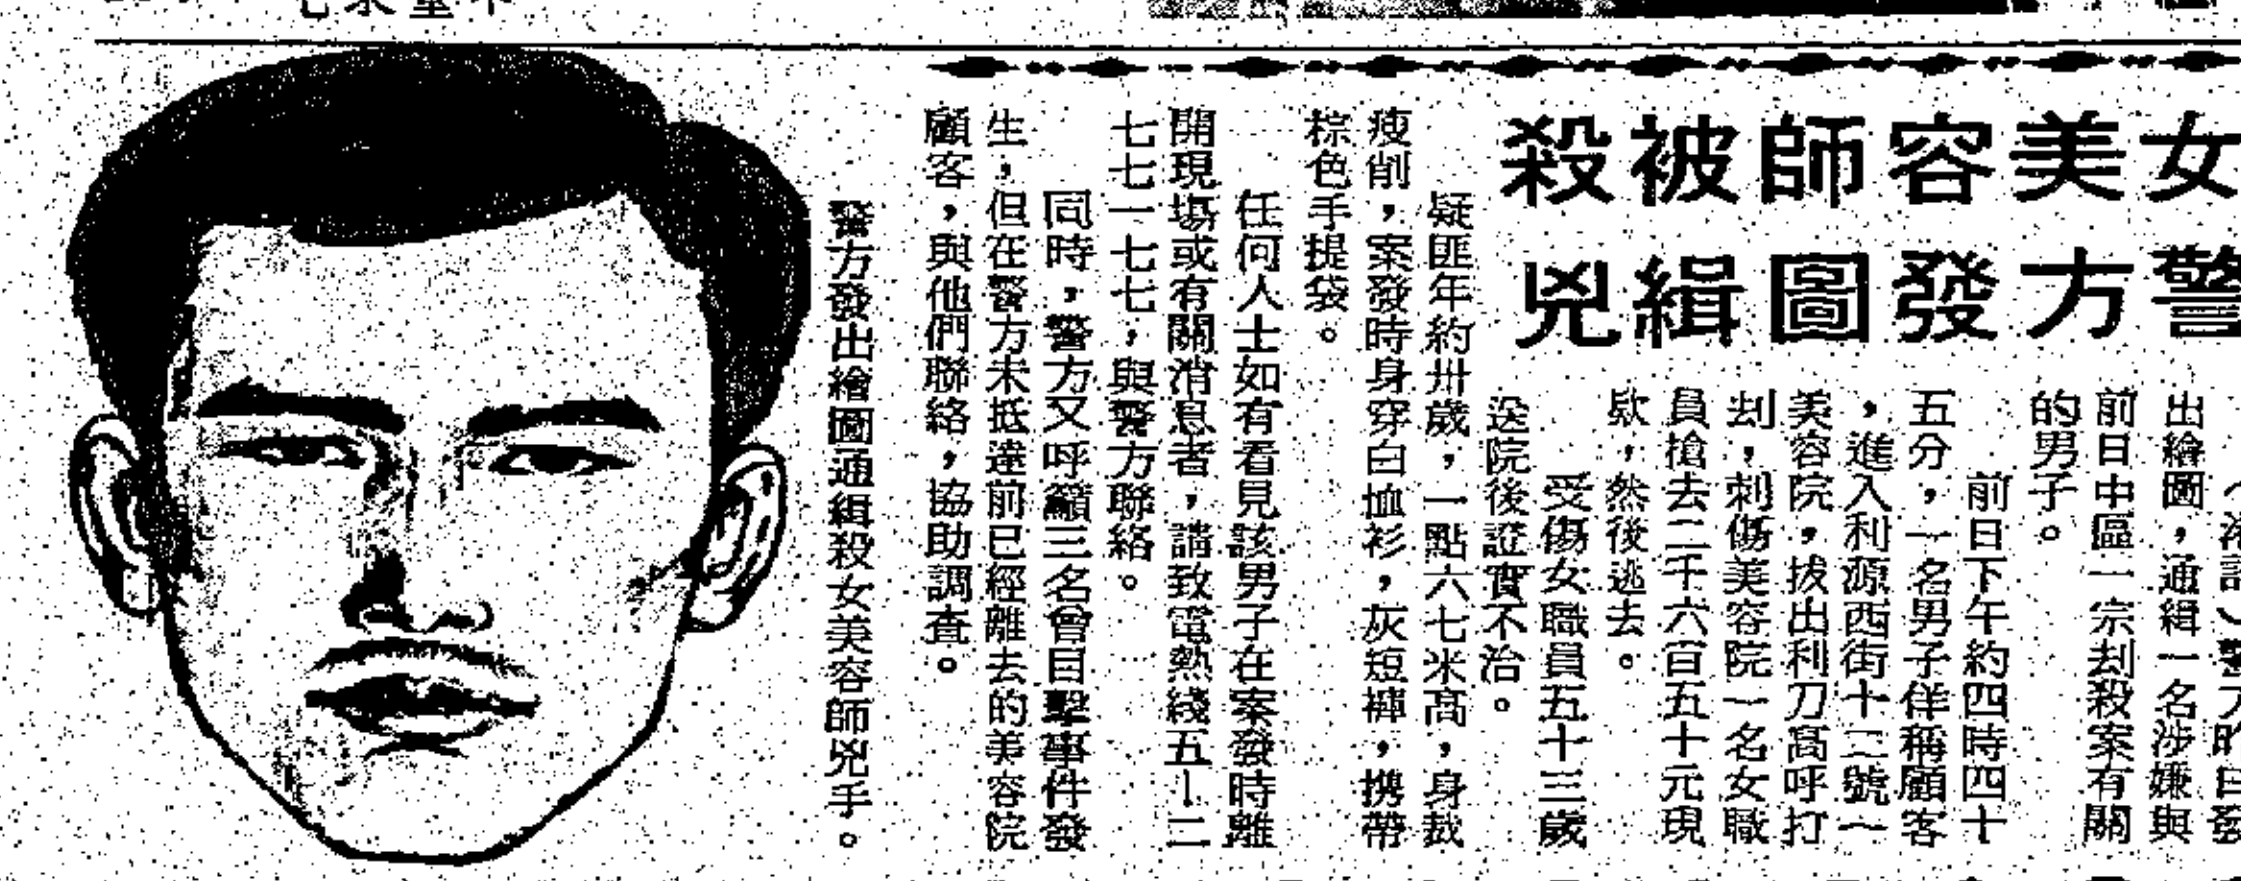 女美容師被殺
警方發圖緝兇
警方昨日發
出繪圖，通緝一名涉嫌與
前日中區一宗刦殺案有關
的男子。
前日下午約四時四十
五分，一名男子佯稱顧客
，進入利源西街十二號一
美容院，拔出利刀高呼打
刦，刺傷美容院一名女職
員搶去二千六百五十元現
欵，然後逃去。
受傷女職員五十三歲
送院後證實不治。
疑匪年約卅歲，一點六七米高，身裁
瘦削，案發時身穿白恤衫，灰短褲，携帶
棕色手提袋。
任何人士如有看見該男子在案發時離
開現塲或有關消息者，請致電熱綫五—二
七七一七七，與警方聯絡。
同時，警方又呼籲三名曾目擊事件發
生，但在警方未抵達前已經離去的美容院
顧客，與他們聯絡，協助調查。
警方發出繪圖通緝殺女美容師兇手。